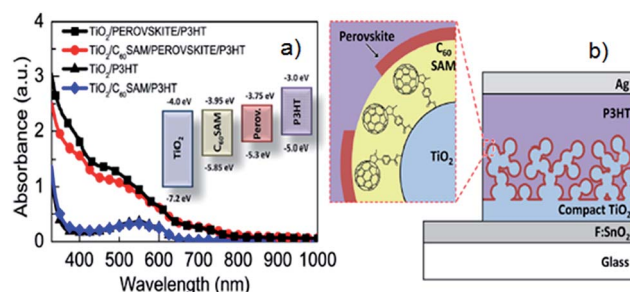 TiO2/PEROVSKITE/P3HT
TiO2/C60SAM/PEROVSKITE/P3HT
TiO2/P3HT
TiO2/C60SAM/P3HT
a)
Absorbance (a.u.)
3
2
1
0
400 500 600 700 800 900 1000
Wavelength (nm)
-4.0 eV
-3.95 eV
-3.75 eV
-3.0 eV
TiO2
C60SAM
Perov.
P3HT
-7.2 eV
-5.85 eV
-5.3 eV
-5.0 eV
Perovskite
C60
SAM
TiO2
b)
Ag
P3HT
Compact TiO2
F:SnO2
Glass